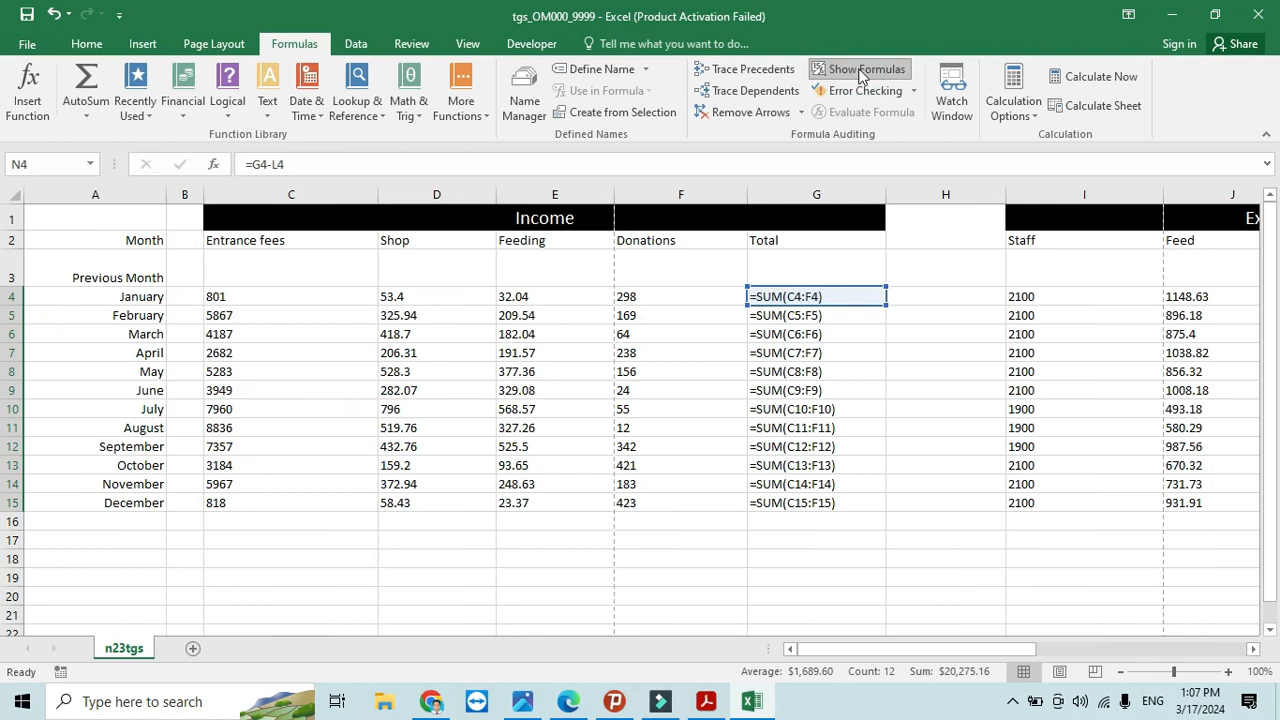 tgs_OM000_9999 - Excel (Product Activation Failed)
File Home Insert Page Layout Formulas Data Review View Developer Tell me what you want to do... Sign in Share
Insert Function
AutoSum
Recently Used
Financial
Logical
Text
Date & Time
Lookup & Reference
Math & Trig
More Functions
Function Library
Name Manager
Define Name
Use in Formula
Create from Selection
Defined Names
Trace Precedents
Trace Dependents
Remove Arrows
Show Formulas
Error Checking
Evaluate Formula
Formula Auditing
Watch Window
Calculation Options
Calculate Now
Calculate Sheet
Calculation
N4 fx =G4-L4
A B C D E F G H I J
1 Income Ex
2 Month Entrance fees Shop Feeding Donations Total Staff Feed
3 Previous Month
4 January 801 53.4 32.04 298 =SUM(C4:F4) 2100 1148.63
5 February 5867 325.94 209.54 169 =SUM(C5:F5) 2100 896.18
6 March 4187 418.7 182.04 64 =SUM(C6:F6) 2100 875.4
7 April 2682 206.31 191.57 238 =SUM(C7:F7) 2100 1038.82
8 May 5283 528.3 377.36 156 =SUM(C8:F8) 2100 856.32
9 June 3949 282.07 329.08 24 =SUM(C9:F9) 2100 1008.18
10 July 7960 796 568.57 55 =SUM(C10:F10) 1900 493.18
11 August 8836 519.76 327.26 12 =SUM(C11:F11) 1900 580.29
12 September 7357 432.76 525.5 342 =SUM(C12:F12) 1900 987.56
13 October 3184 159.2 93.65 421 =SUM(C13:F13) 2100 670.32
14 November 5967 372.94 248.63 183 =SUM(C14:F14) 2100 731.73
15 December 818 58.43 23.37 423 =SUM(C15:F15) 2100 931.91
16
17
18
19
20
21
22
n23tgs
Ready Average: $1,689.60 Count: 12 Sum: $20,275.16 100%
Type here to search ENG 1:07 PM
3/17/2024